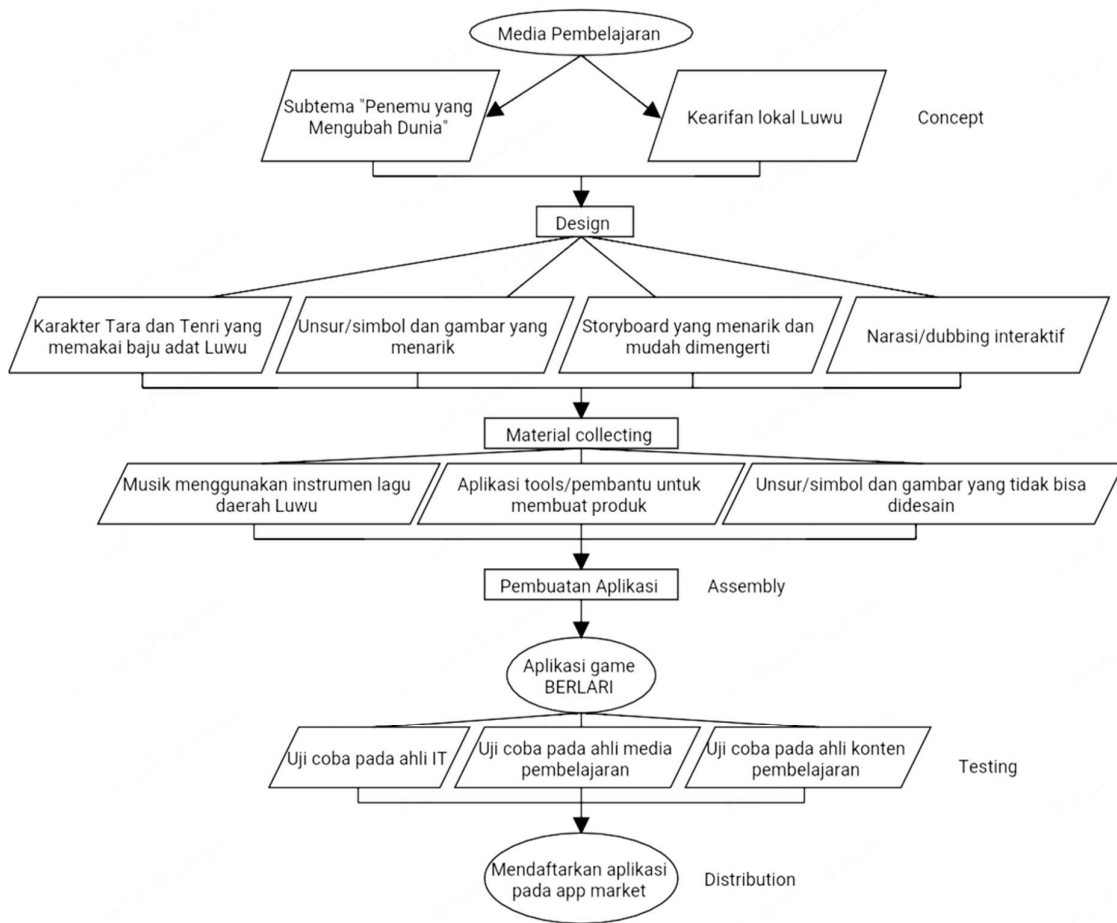 Media Pembelajaran
Subtema "Penemu yang
Mengubah Dunia"
Kearifan lokal Luwu
Concept
Design
Karakter Tara dan Tenri yang
memakai baju adat Luwu
Unsur/simbol dan gambar yang
menarik
Storyboard yang menarik dan
mudah dimengerti
Narasi/dubbing interaktif
Material collecting
Musik menggunakan instrumen lagu
daerah Luwu
Aplikasi tools/pembantu untuk
membuat produk
Unsur/simbol dan gambar yang tidak bisa
didesain
Pembuatan Aplikasi
Assembly
Aplikasi game
BERLARI
Uji coba pada ahli IT
Uji coba pada ahli media
pembelajaran
Uji coba pada ahli konten
pembelajaran
Testing
Mendaftarkan aplikasi
pada app market
Distribution